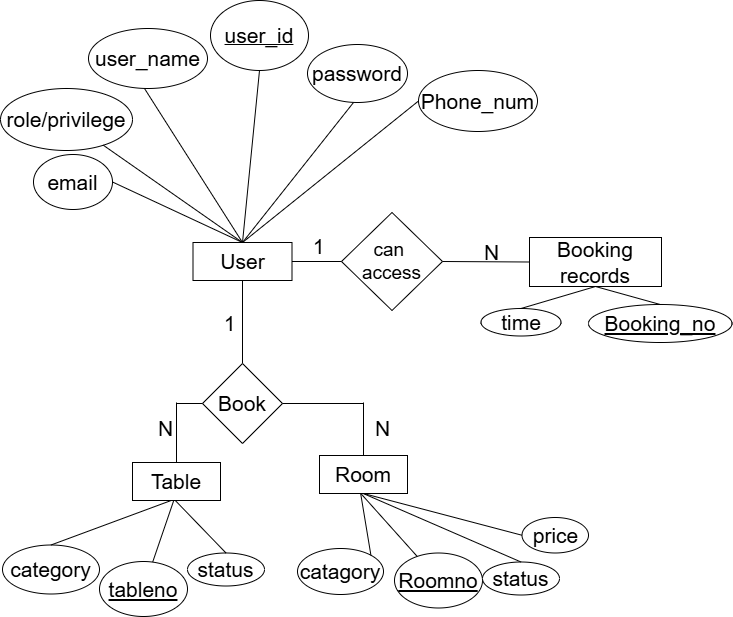 user_id
user_name
password
Phone_num
role/privilege
email
User
1
can
access
N
Booking
records
time
Booking_no
1
Book
N
N
Table
Room
category
tableno
status
catagory
Roomno
status
price